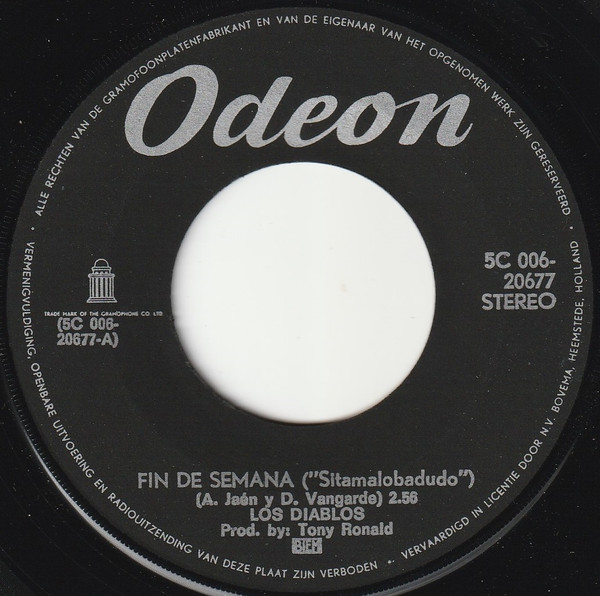 • ALLE RECHTEN VAN DE GRAMOFOONPLATENFABRIKANT EN VAN DE EIGENAAR VAN HET OPGENOMEN WERK ZIJN GERESERVEERD •
Odeon
5C 006-
20677
STEREO
TRADE MARK OF THE GRAMOPHONE CO LTD
(5C 006-
20677-A)
FIN DE SEMANA ("Sitamalobadudo")
(A. Jaén y D. Vangarde) 2.56
LOS DIABLOS
Prod. by: Tony Ronald
BIEM
VERMENIGVULDIGING, OPENBARE UITVOERING EN RADIOUITZENDING VAN DEZE PLAAT ZIJN VERBODEN • VERVAARDIGD IN LICENTIE DOOR N.V. BOVEMA, HEEMSTEDE, HOLLAND